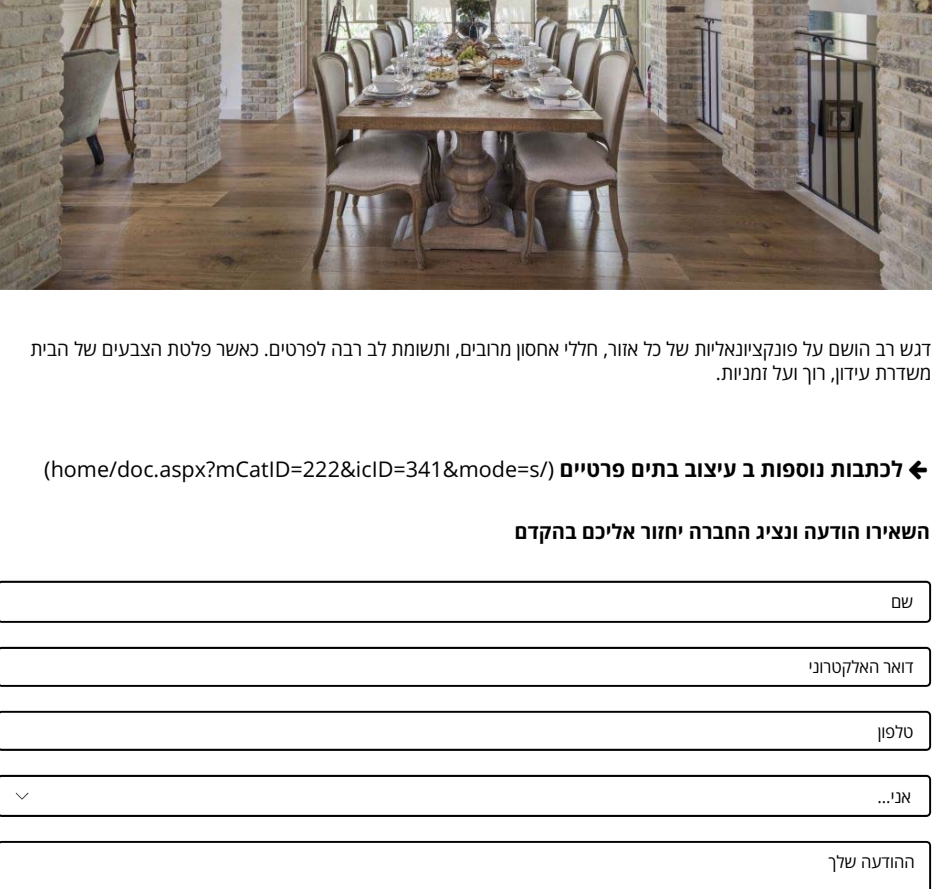 דגש רב הושם על פונקציונאליות של כל אזור, חללי אחסון מרובים, ותשומת לב רבה לפרטים. כאשר פלטת הצבעים של הבית
משדרת עידון, רוך ועל זמניות.
לכתבות נוספות ב עיצוב בתים פרטיים (/home/doc.aspx?mCatID=222&icID=341&mode=s)
השאירו הודעה ונציג החברה יחזור אליכם בהקדם
שם
דואר האלקטרוני
טלפון
אני...
ההודעה שלך